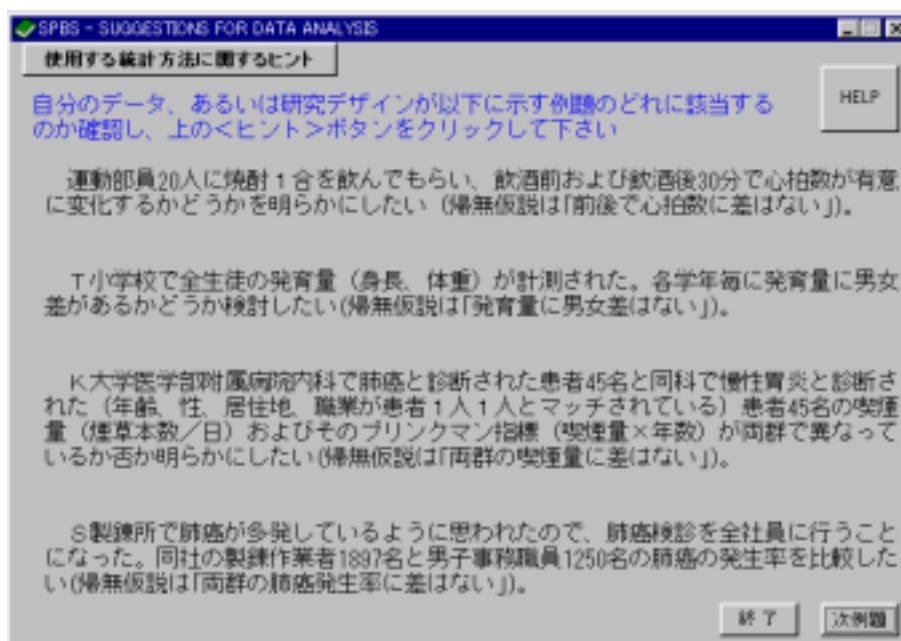 SPBS - SUGGESTIONS FOR DATA ANALYSIS
使用する統計方法に関するヒント
自分のデータ、あるいは研究デザインが以下に示す例題のどれに該当する
HELP
のか確認し、上の<ヒント>ボタンをクリックして下さい
運動部員20人に焼酎1合を飲んでもらい、飲酒前および飲酒後30分で心拍数が有意
に変化するかどうかを明らかにしたい (帰無仮説は「前後で心拍数に差はない」)。
T小学校で全生徒の発育量(身長、体重)が計測された。各学年毎に発育量に男女
差があるかどうか検討したい(帰無仮説は「発育量に男女差はない」)。
K大学医学部附属病院内科で肺癌と診断された患者45名と同科で慢性胃炎と診断さ
れた(年齢、性、居住地、職業が患者1人1人とマッチされている)患者45名の喫煙
量(煙草本数/日)およびそのブリンクマン指標(喫煙量×年数)が両群で異なって
いるか否か明らかにしたい(帰無仮説は「両群の喫煙量に差はない」)。
S製錬所で肺癌が多発しているように思われたので、肺癌検診を全社員に行うこと
になった。同社の製錬作業者1897名と男子事務職員1250名の肺癌の発生率を比較した
い(帰無仮説は「両群の肺癌発生率に差はない」)。
終了
次例題